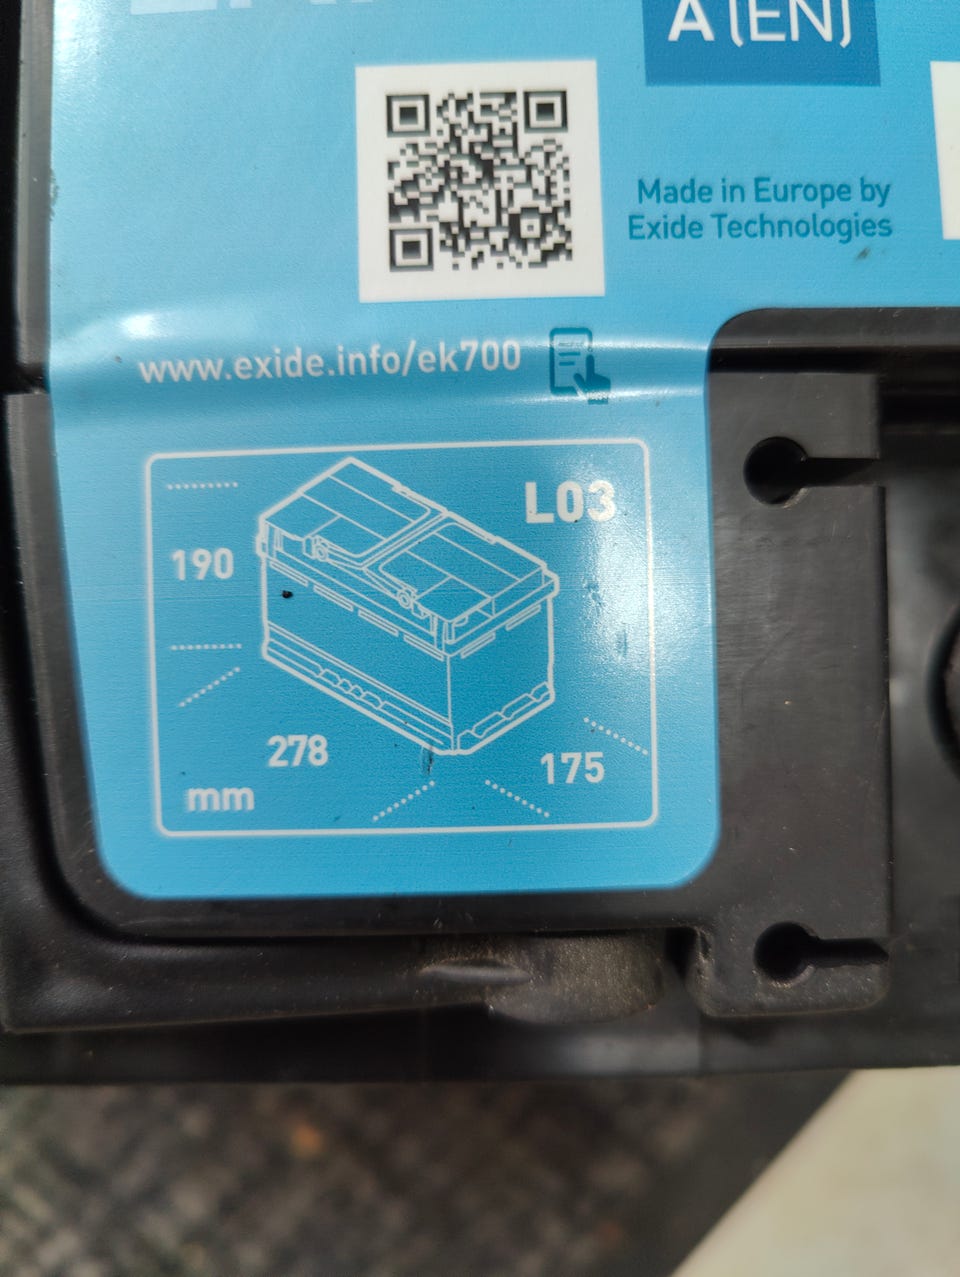 A (EN)
Made in Europe by
Exide Technologies
www.exide.info/ek700
L03
190
278
175
mm